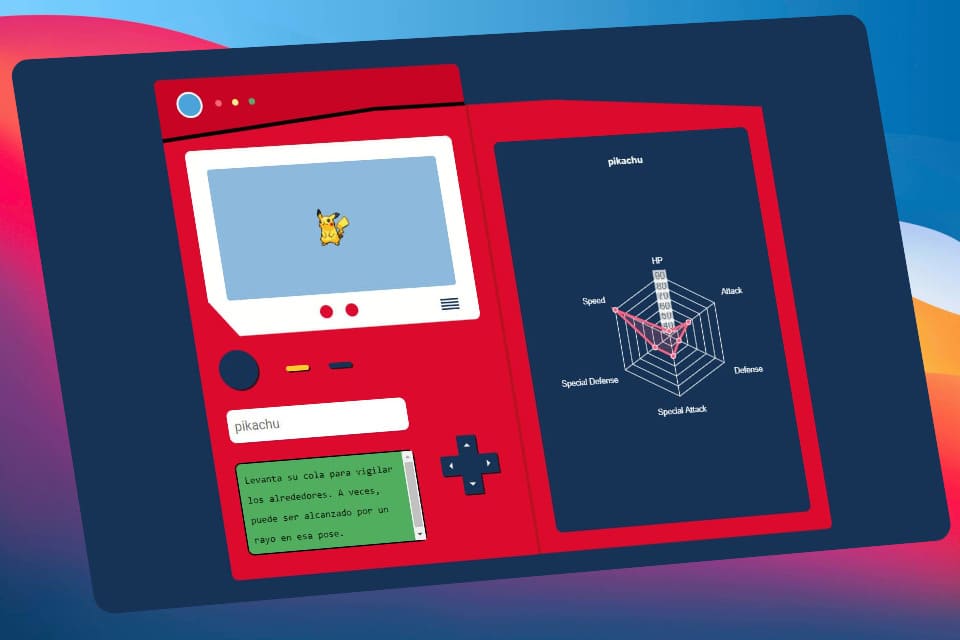 pikachu
HP
90
80
70
60
50
40
Speed
Attack
Special Defense
Defense
Special Attack
pikachu
Levanta su cola para vigilar
los alrededores. A veces,
puede ser alcanzado por un
rayo en esa pose.